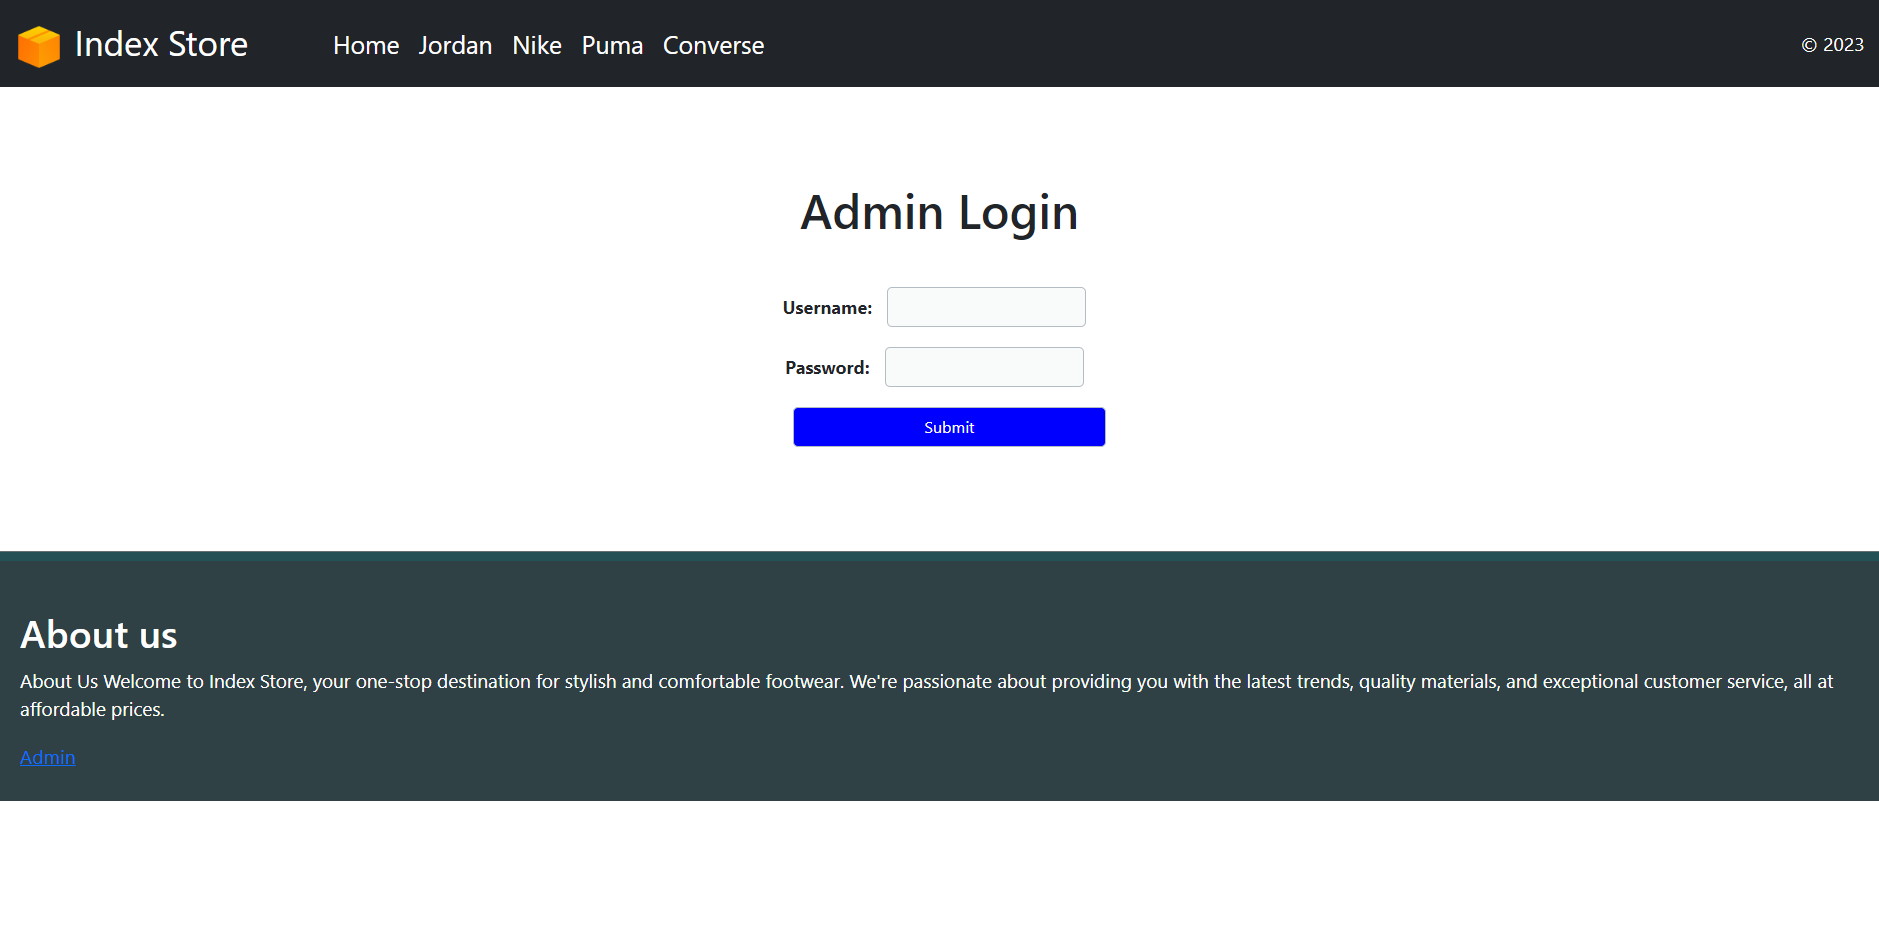 Index Store
Home Jordan Nike Puma Converse
© 2023
Admin Login
Username:
Password:
Submit
About us
About Us Welcome to Index Store, your one-stop destination for stylish and comfortable footwear. We're passionate about providing you with the latest trends, quality materials, and exceptional customer service, all at
affordable prices.
Admin